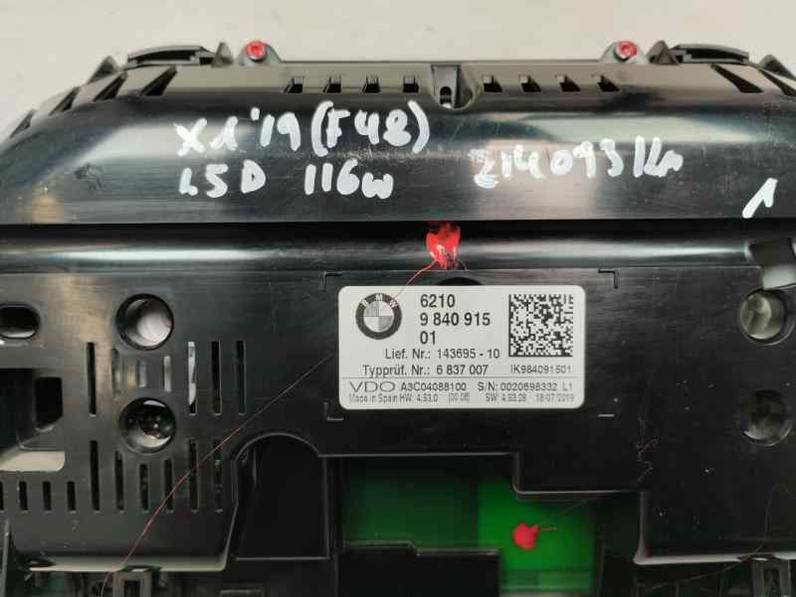 X1'19 (F48)
1.5D 116w 214093 Km
1
BMW
6210
9 840 915
01
Lief. Nr.: 143695 - 10
Typprüf. Nr.: 6 837 007
IK984091501
VDO A3C04088100 S/N: 0020698332 L1
Made in Spain HW: 4.53.0 SW: 4.53.28 18/07/2019